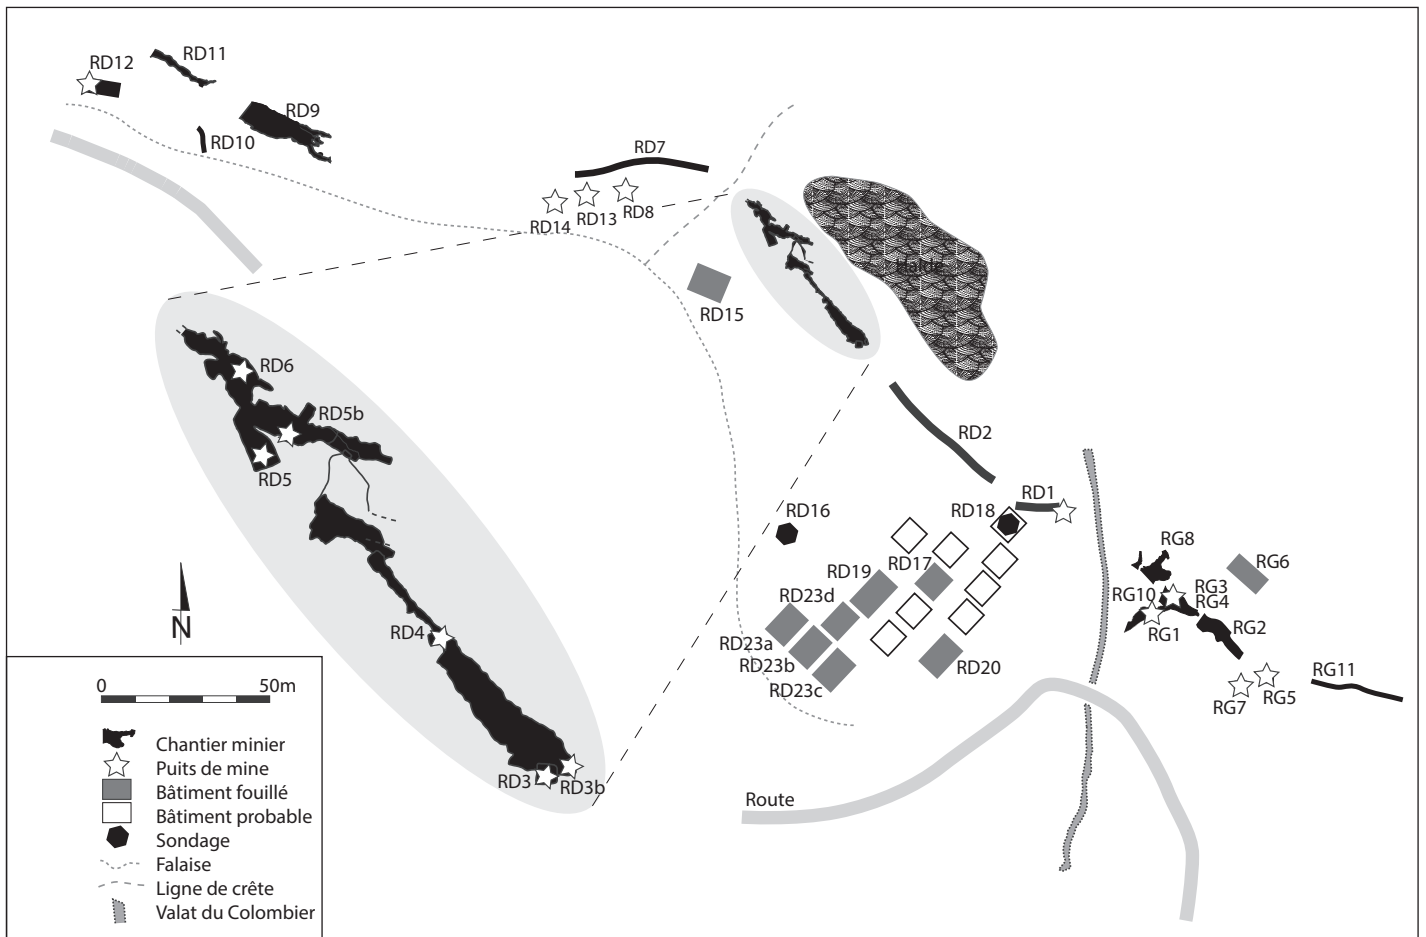 RD11
RD12
RD9
RD10
RD7
RD8
RD13
RD14
Halde
RD15
RD6
RD5b
RD5
RD2
RD1
RD16
RD18
RG8
RG6
RD17
RD19
RG10
RG3
RG4
RD23d
RG1
RG2
N
RD4
RD23a
RD23b
RD20
RD23c
RG11
RG5
RG7
RD3
RD3b
Route
0 50m
Chantier minier
Puits de mine
Bâtiment fouillé
Bâtiment probable
Sondage
Falaise
Ligne de crête
Valat du Colombier